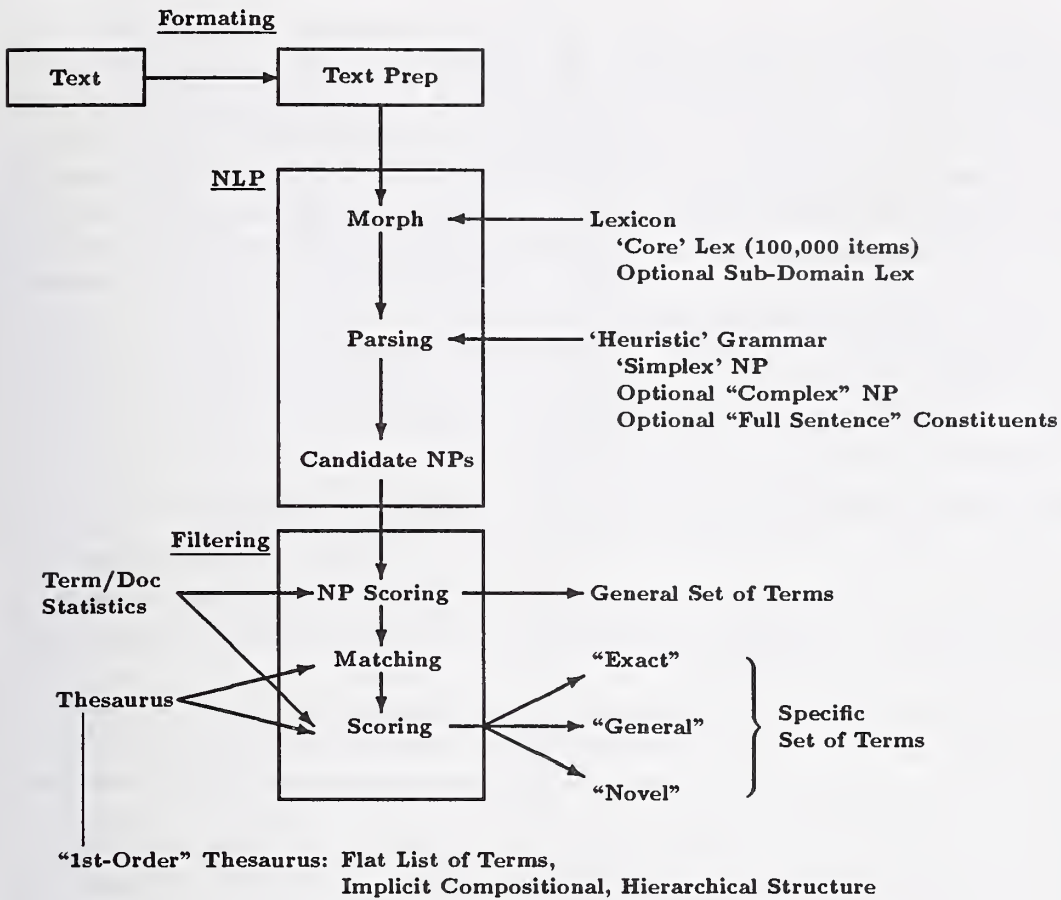 Formating
Text
Text Prep
NLP
Morph
Lexicon
‘Core’ Lex (100,000 items)
Optional Sub-Domain Lex
Parsing
‘Heuristic’ Grammar
‘Simplex’ NP
Optional “Complex” NP
Optional “Full Sentence” Constituents
Candidate NPs
Filtering
Term/Doc
Statistics
NP Scoring
General Set of Terms
Matching
“Exact”
Thesaurus
Scoring
“General”
Specific
Set of Terms
“Novel”
“1st-Order” Thesaurus: Flat List of Terms,
Implicit Compositional, Hierarchical Structure